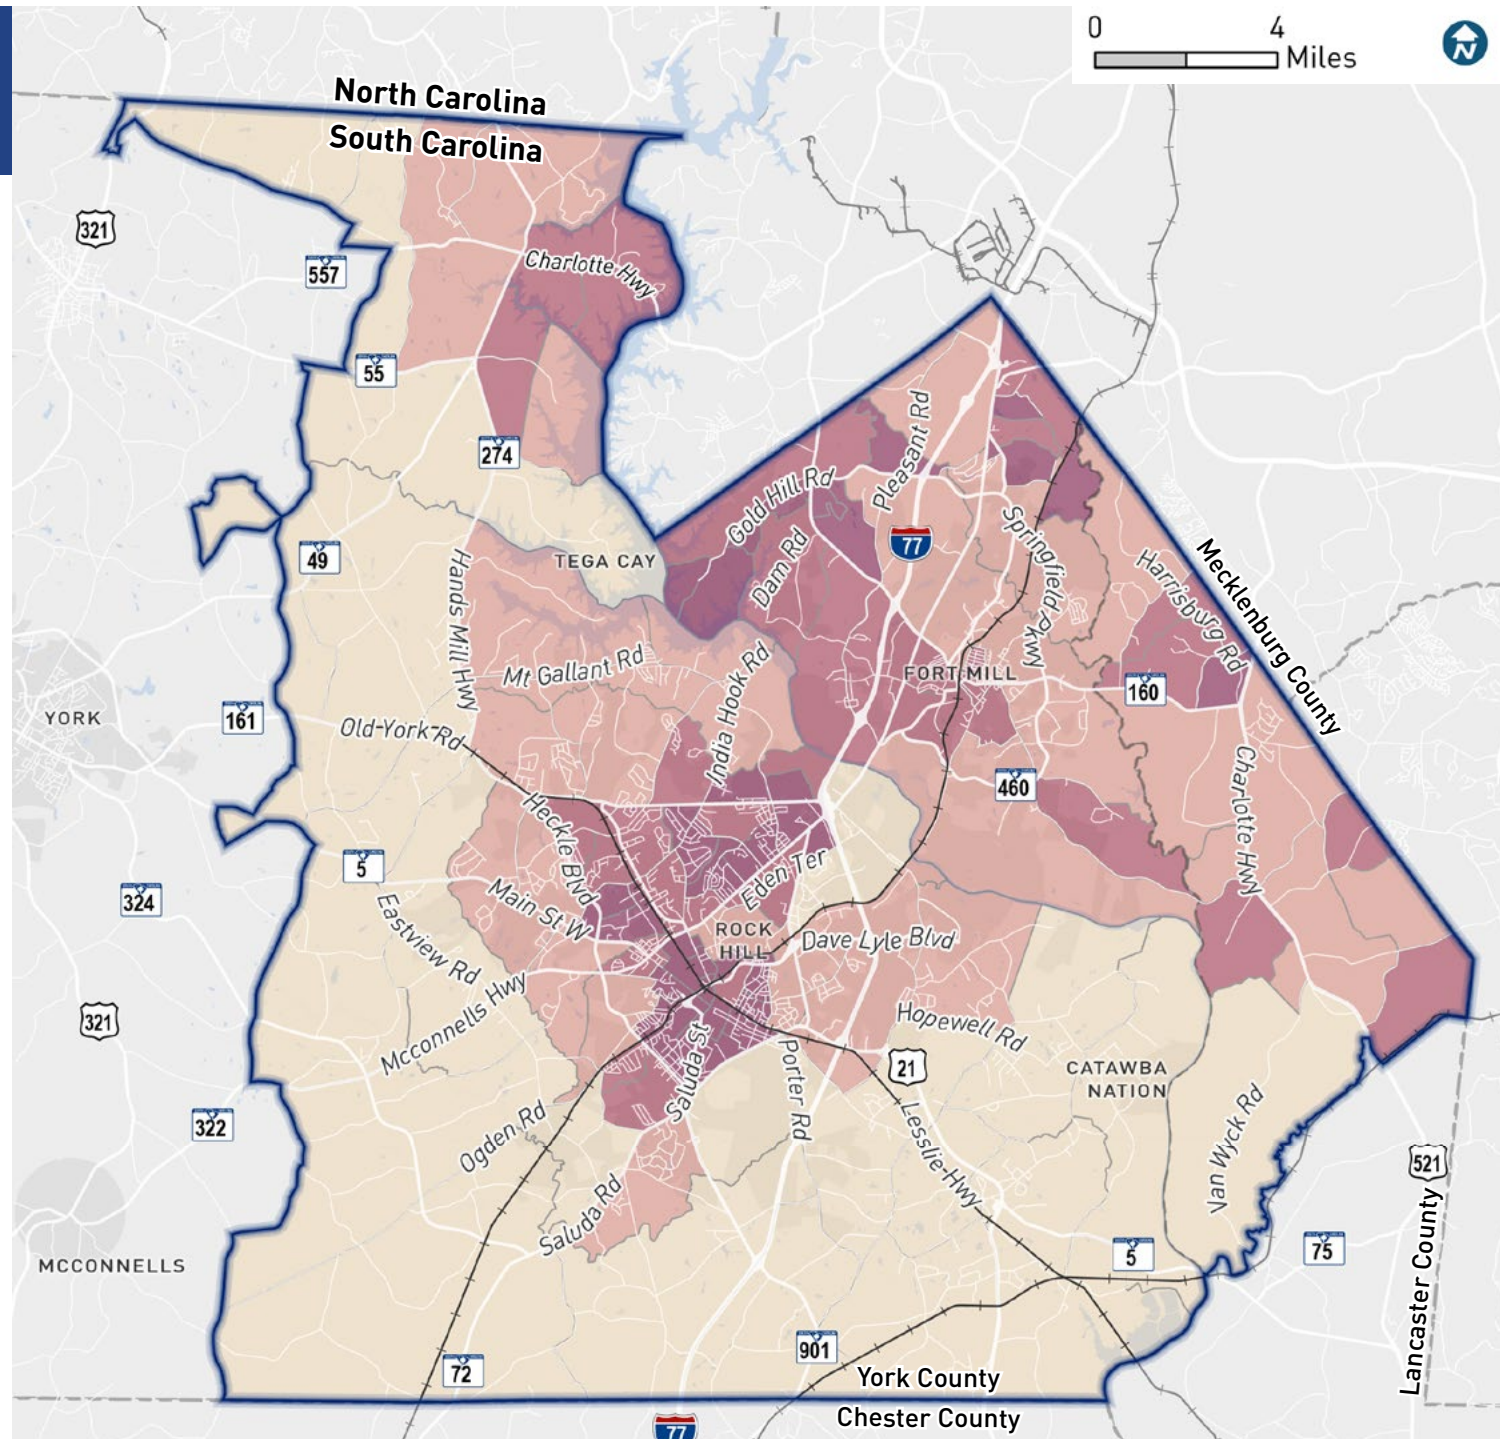 0 4
Miles
N
North Carolina
South Carolina
321
557
Charlotte Hwy
55
274
Pleasant Rd
Gold Hill Rd
77
Springfield Pkwy
Mecklenburg County
TEGA CAY
Dam Rd
Harrisburg Rd
49
Hands Mill Hwy
Mt Gallant Rd
India Hook Rd
FORT MILL
160
YORK
161
Old York Rd
460
Charlotte Hwy
Heckle Blvd
5
324
Eden Ter
Main St W
Eastview Rd
ROCK
HILL
Dave Lyle Blvd
321
Mcconnells Hwy
Hopewell Rd
Saluda St
Porter Rd
21
CATAWBA
NATION
322
Ogden Rd
Lesslie Hwy
Van Wyck Rd
521
Saluda Rd
MCCONNELLS
5
75
Lancaster County
901
72
York County
Chester County
77